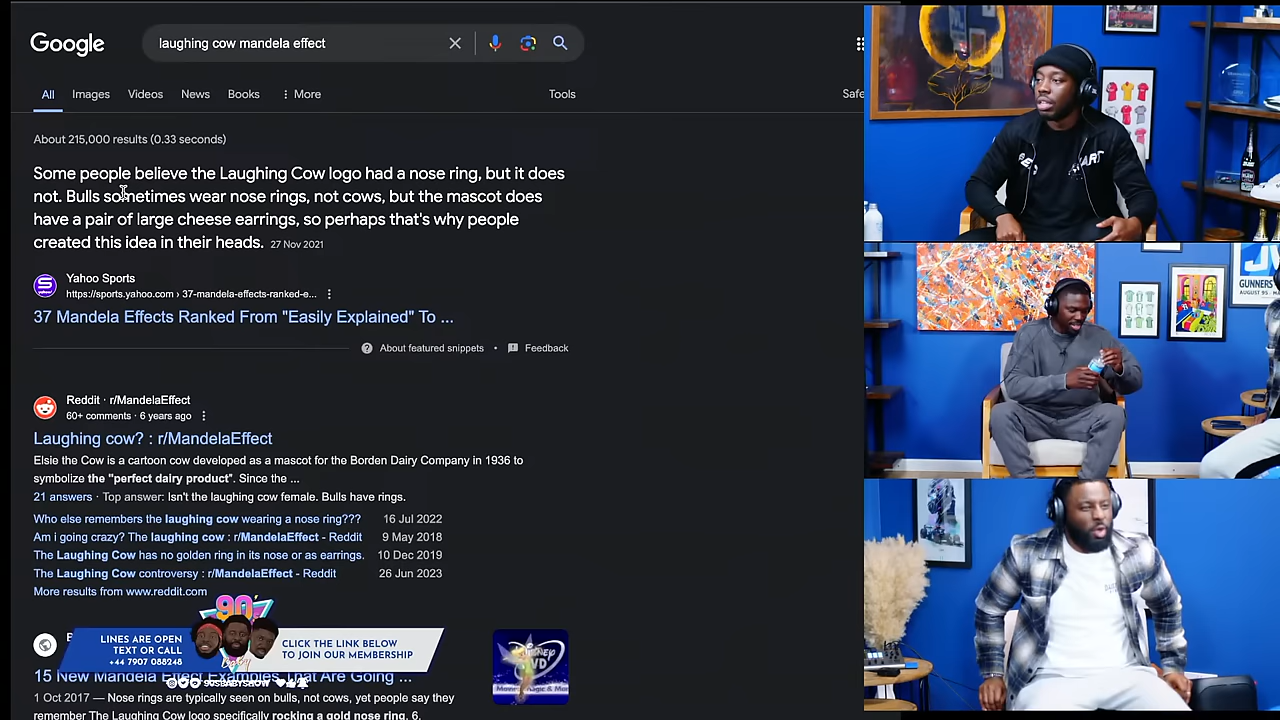 Google
laughing cow mandela effect
All
Images
Videos
News
Books
More
Tools
Safe
About 215,000 results (0.33 seconds)
Some people believe the Laughing Cow logo had a nose ring, but it does
not. Bulls sometimes wear nose rings, not cows, but the mascot does
have a pair of large cheese earrings, so perhaps that's why people
created this idea in their heads. 27 Nov 2021
Yahoo Sports
https://sports.yahoo.com › 37-mandela-effects-ranked-e...
37 Mandela Effects Ranked From "Easily Explained" To ...
About featured snippets • Feedback
Reddit · r/MandelaEffect
60+ comments · 6 years ago
Laughing cow? : r/MandelaEffect
Elsie the Cow is a cartoon cow developed as a mascot for the Borden Dairy Company in 1936 to
symbolize the "perfect dairy product". Since the ...
21 answers · Top answer: Isn't the laughing cow female. Bulls have rings.
Who else remembers the laughing cow wearing a nose ring??? 16 Jul 2022
Am i going crazy? The laughing cow : r/MandelaEffect - Reddit 9 May 2018
The Laughing Cow has no golden ring in its nose or as earrings. 10 Dec 2019
The Laughing Cow controversy : r/MandelaEffect - Reddit 26 Jun 2023
More results from www.reddit.com
90
LINES ARE OPEN
TEXT OR CALL
CLICK THE LINK BELOW
TO JOIN OUR MEMBERSHIP
15 New Mandela
1 Oct 2017 — Nose rings are typically seen on bulls, not cows, yet people say they
remember The Laughing Cow
DISNEY
DVD
GUNNERS